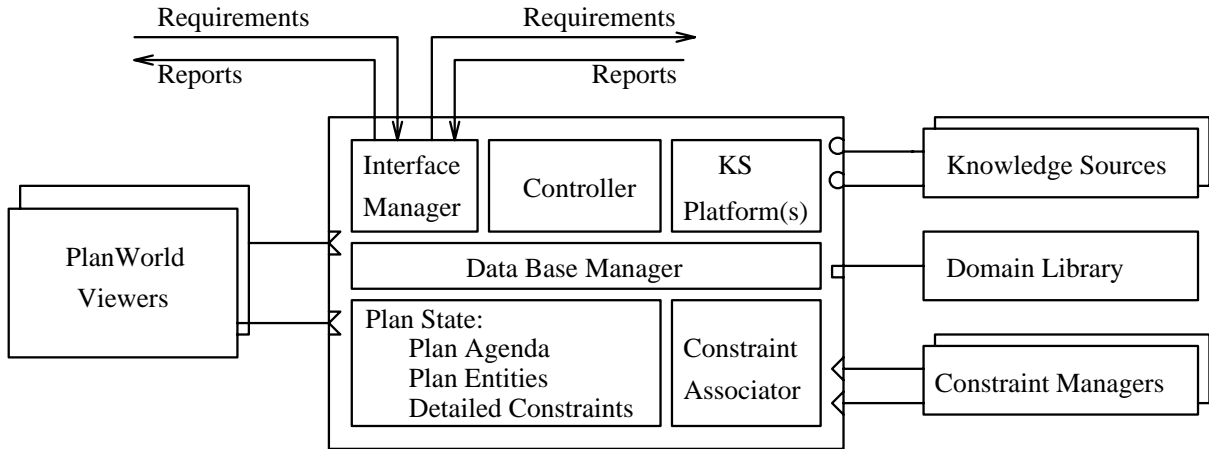 Requirements
Requirements
Reports
Reports
Interface
Manager
Controller
KS
Platform(s)
Knowledge Sources
PlanWorld
Viewers
Data Base Manager
Domain Library
Plan State:
Plan Agenda
Plan Entities
Detailed Constraints
Constraint
Associator
Constraint Managers